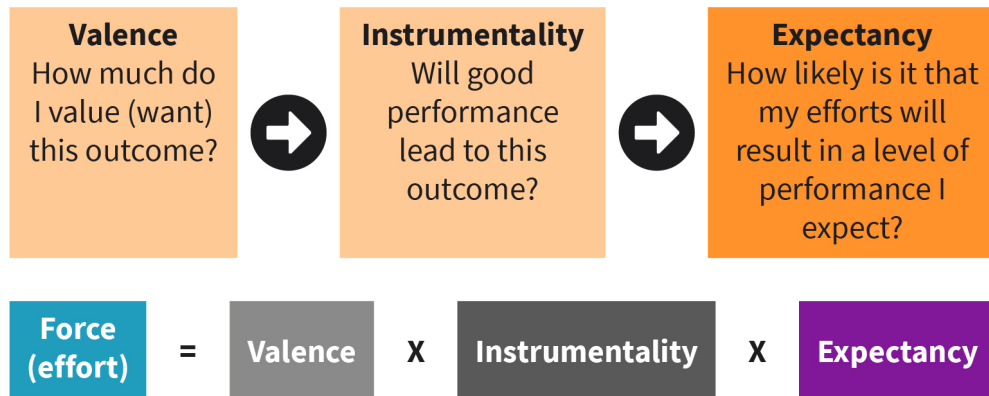 Valence
How much do
I value (want)
this outcome?
Instrumentality
Will good
performance
lead to this
outcome?
Expectancy
How likely is it that
my efforts will
result in a level of
performance I
expect?
Force
(effort)
=
Valence
X
Instrumentality
X
Expectancy